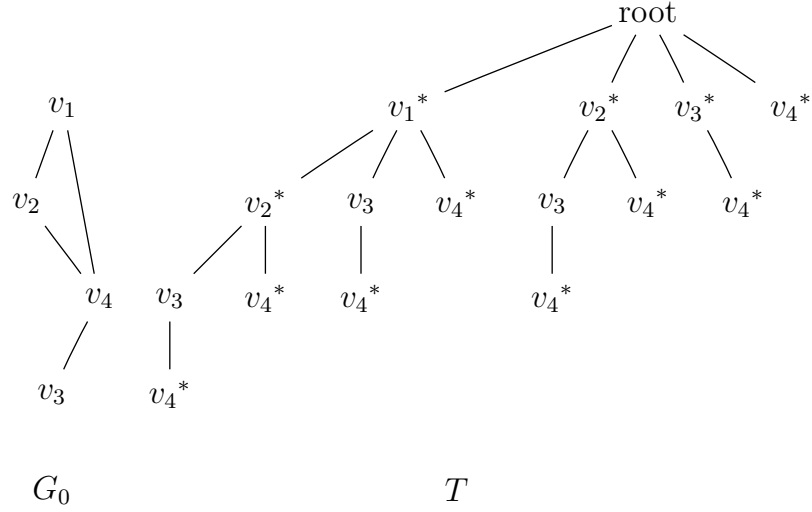 root
v₁ v₁* v₂* v₃* v₄*
v₂ v₂* v₃ v₄* v₃ v₄* v₄*
v₄ v₃ v₄* v₄* v₄*
v₃ v₄*
G₀ T